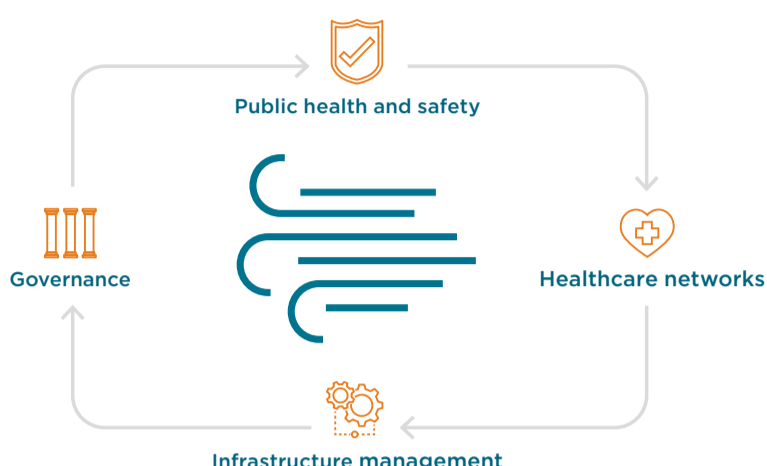 Public health and safety
Governance
Healthcare networks
Infrastructure management